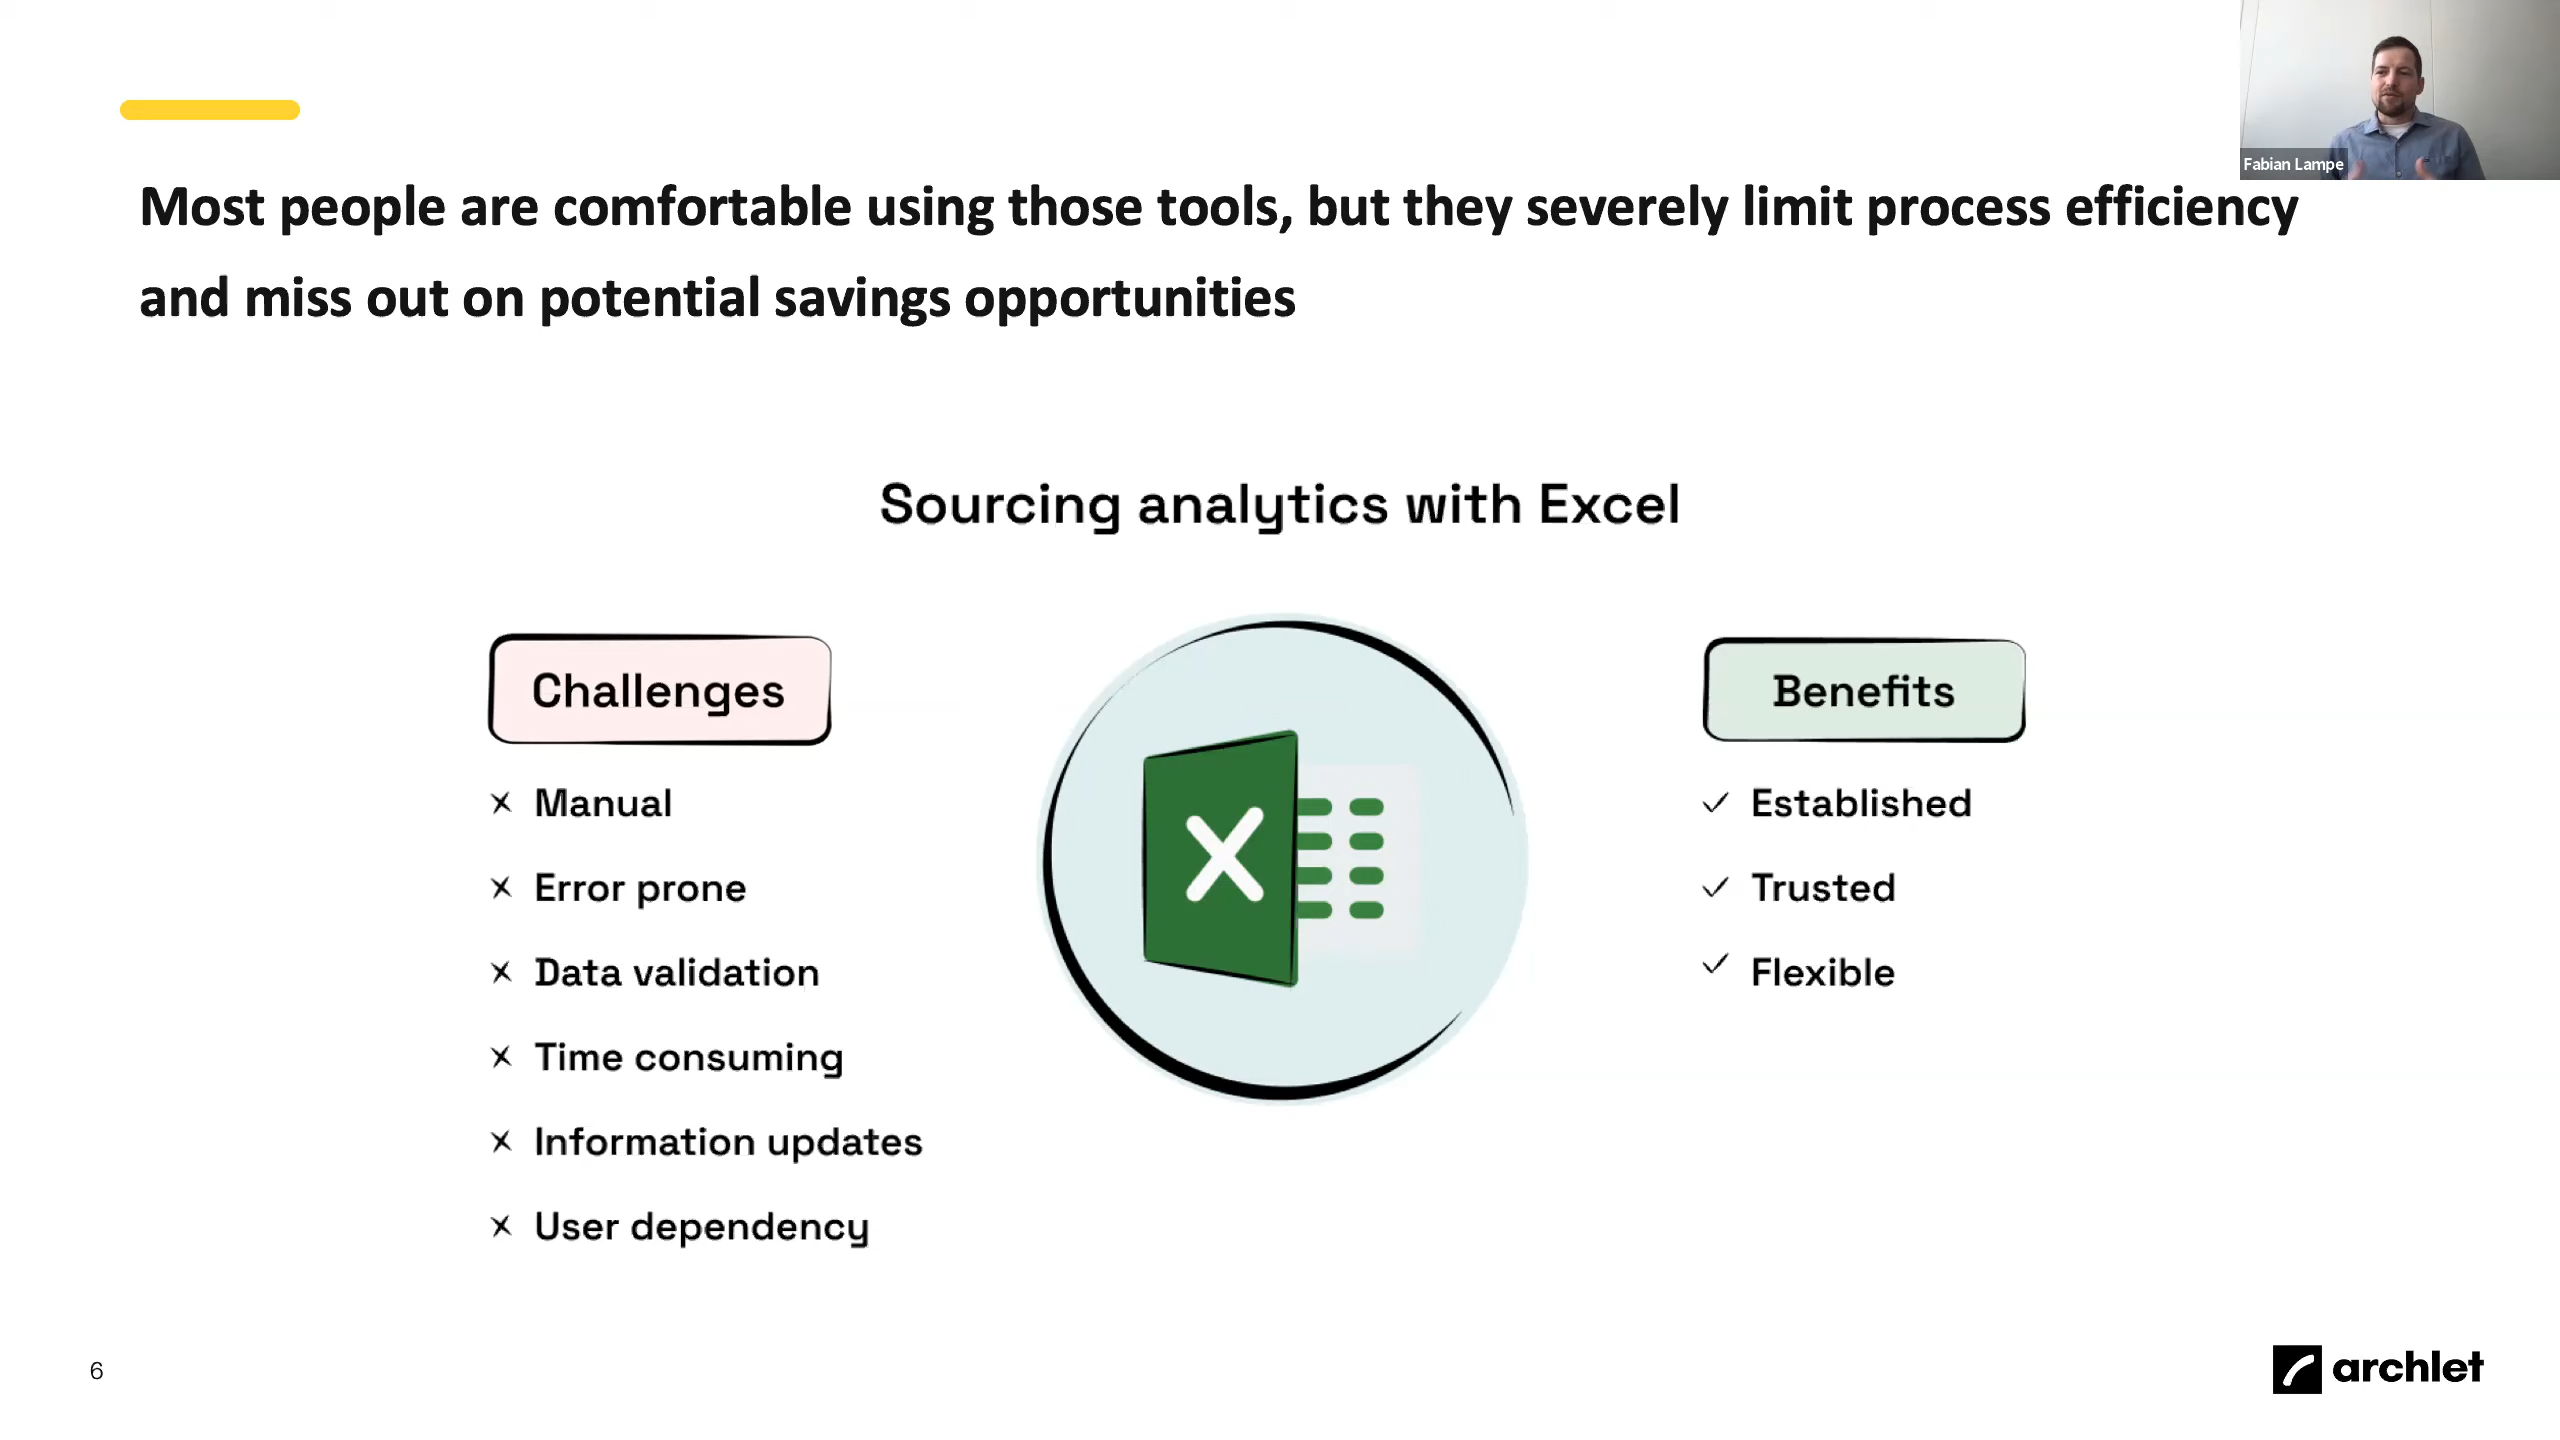 Fabian Lampe
Most people are comfortable using those tools, but they severely limit process efficiency
and miss out on potential savings opportunities
Sourcing analytics with Excel
Challenges
Manual
Error prone
Data validation
Time consuming
Information updates
User dependency
X
Benefits
Established
Trusted
Flexible
6
archlet